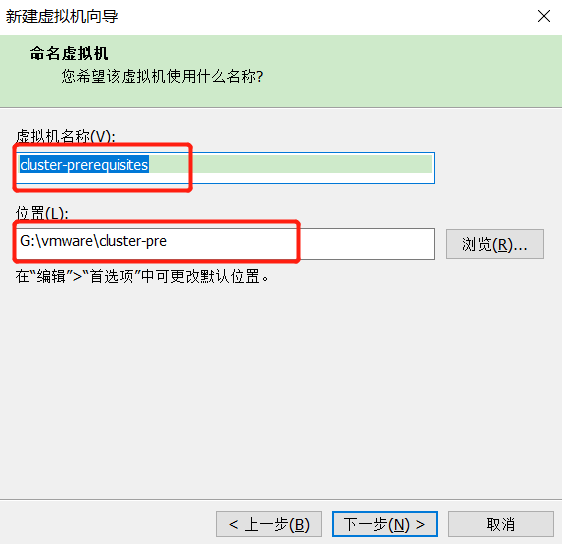 新建虚拟机向导
命名虚拟机
您希望该虚拟机使用什么名称?
虚拟机名称(V):
cluster-prerequisites
位置(L):
G:\vmware\cluster-pre
浏览(R)...
在“编辑”>“首选项”中可更改默认位置。
< 上一步(B)
下一步(N) >
取消